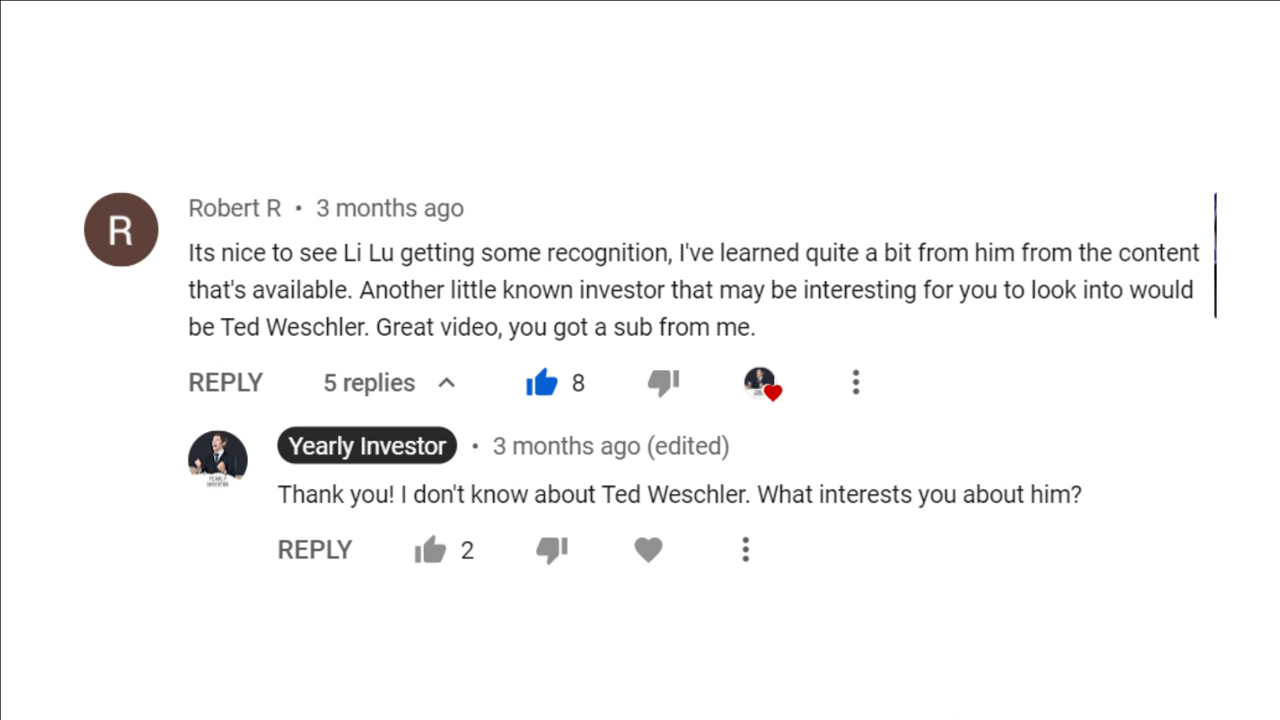 R
Robert R • 3 months ago
Its nice to see Li Lu getting some recognition, I've learned quite a bit from him from the content
that's available. Another little known investor that may be interesting for you to look into would
be Ted Weschler. Great video, you got a sub from me.
REPLY 5 replies 8
Yearly Investor • 3 months ago (edited)
YEARLY
INVESTOR
Thank you! I don't know about Ted Weschler. What interests you about him?
REPLY 2